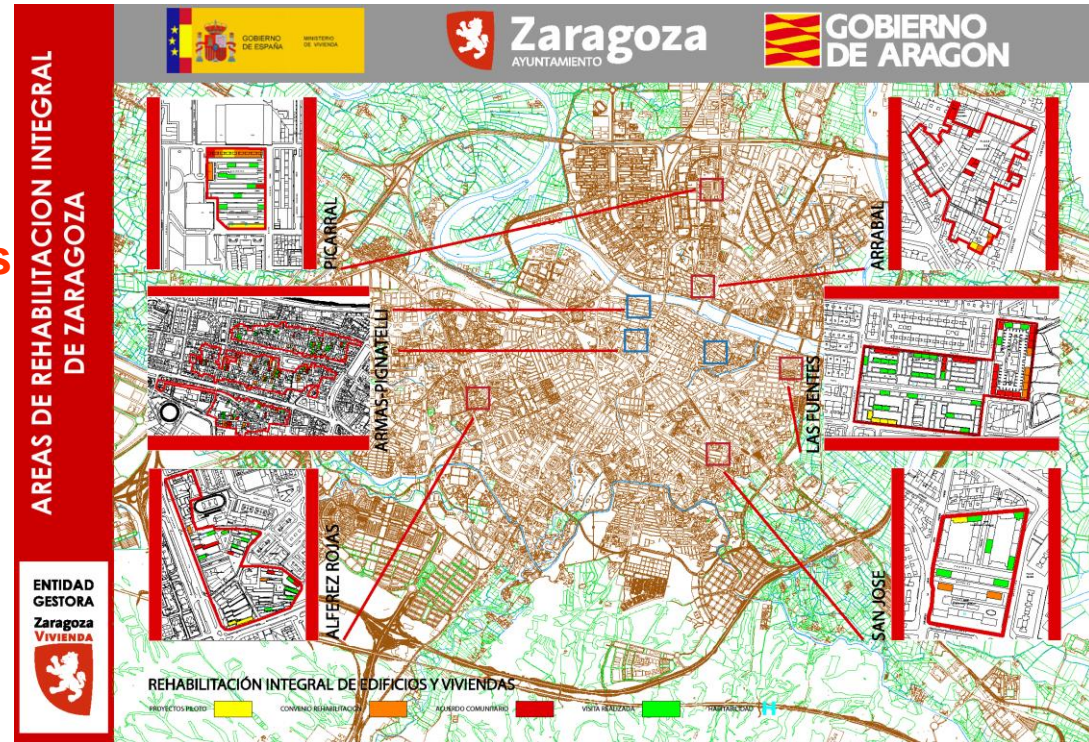 AREAS DE REHABILITACION INTEGRAL
DE ZARAGOZA
GOBIERNO
DE ESPAÑA
MINISTERIO
DE VIVIENDA
Zaragoza
AYUNTAMIENTO
GOBIERNO
DE ARAGON
s
PICARRAL
ARRABAL
ARMAS-PIGNATELLI
LAS FUENTES
ALFEREZ ROJAS
SAN JOSE
ENTIDAD
GESTORA
Zaragoza
VIVIENDA
REHABILITACIÓN INTEGRAL DE EDIFICIOS Y VIVIENDAS
PROYECTOS PILOTO
CONVENIO REHABILITACION
ACUERDO COMUNITARIO
VISITA REALIZADA
HABITABILIDAD H